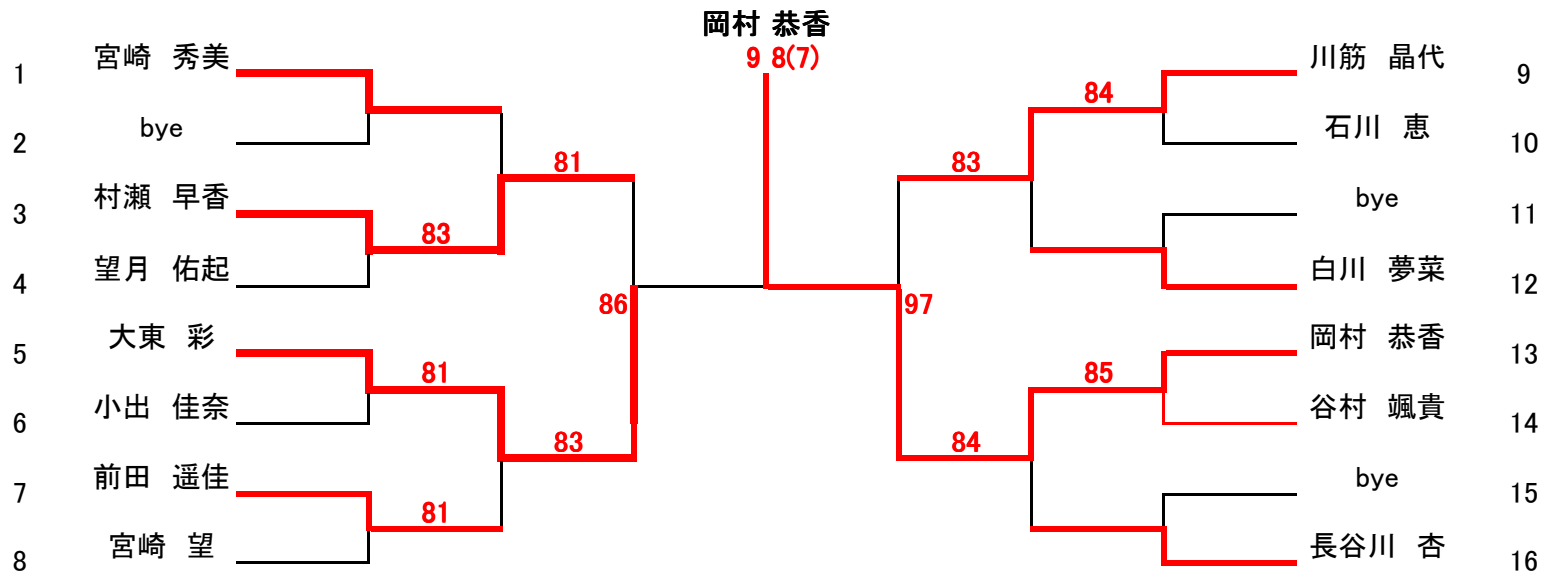 岡村 恭香
9 8(7)
1 宮崎 秀美
2 bye
3 村瀬 早香
4 望月 佑起
5 大東 彩
6 小出 佳奈
7 前田 遥佳
8 宮崎 望
83
81
81
81
83
86
川筋 晶代 9
石川 恵 10
bye 11
白川 夢菜 12
岡村 恭香 13
谷村 颯貴 14
bye 15
長谷川 杏 16
84
85
83
84
97